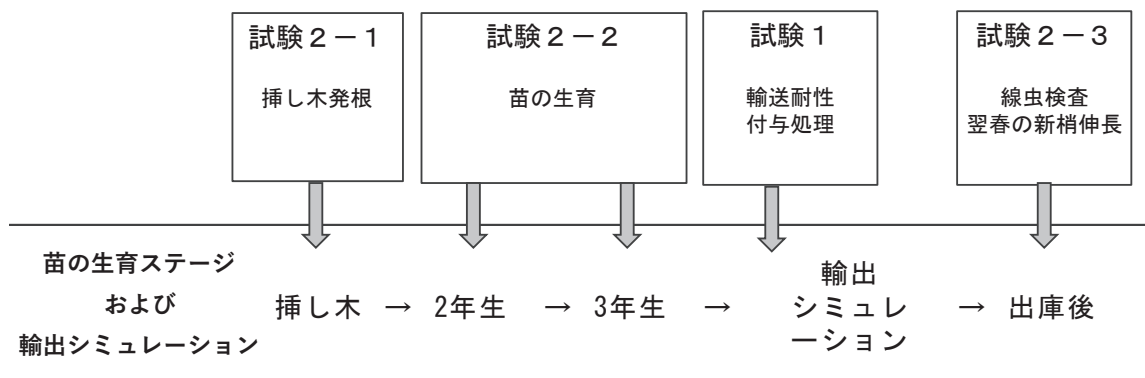 試験２－１
挿し木発根
試験２－２
苗の生育
試験１
輸送耐性
付与処理
試験２－３
線虫検査
翌春の新梢伸長
苗の生育ステージ
および
輸出シミュレーション
挿し木 → 2年生 → 3年生 →
輸出
シミュレ
ーション
→ 出庫後